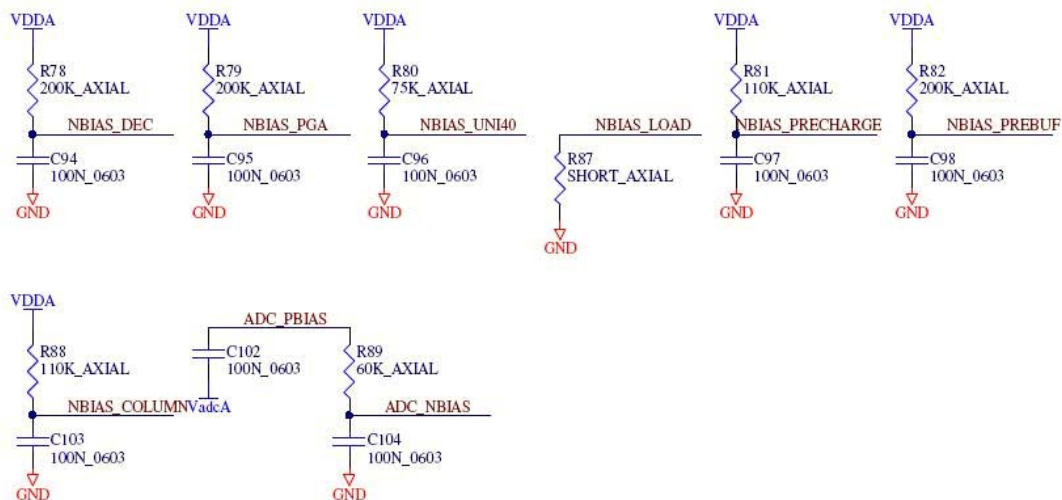 VDDA
R78
200K_AXIAL
NBIAS_DEC
C94
100N_0603
GND
VDDA
R79
200K_AXIAL
NBIAS_PGA
C95
100N_0603
GND
VDDA
R80
75K_AXIAL
NBIAS_UNI40
C96
100N_0603
GND
NBIAS_LOAD
R87
SHORT_AXIAL
GND
VDDA
R81
110K_AXIAL
NBIAS_PRECHARGE
C97
100N_0603
GND
VDDA
R82
200K_AXIAL
NBIAS_PREBUF
C98
100N_0603
GND
VDDA
R88
110K_AXIAL
NBIAS_COLUMN
C103
100N_0603
GND
ADC_PBIAS
C102
100N_0603
VadcA
R89
60K_AXIAL
ADC_NBIAS
C104
100N_0603
GND